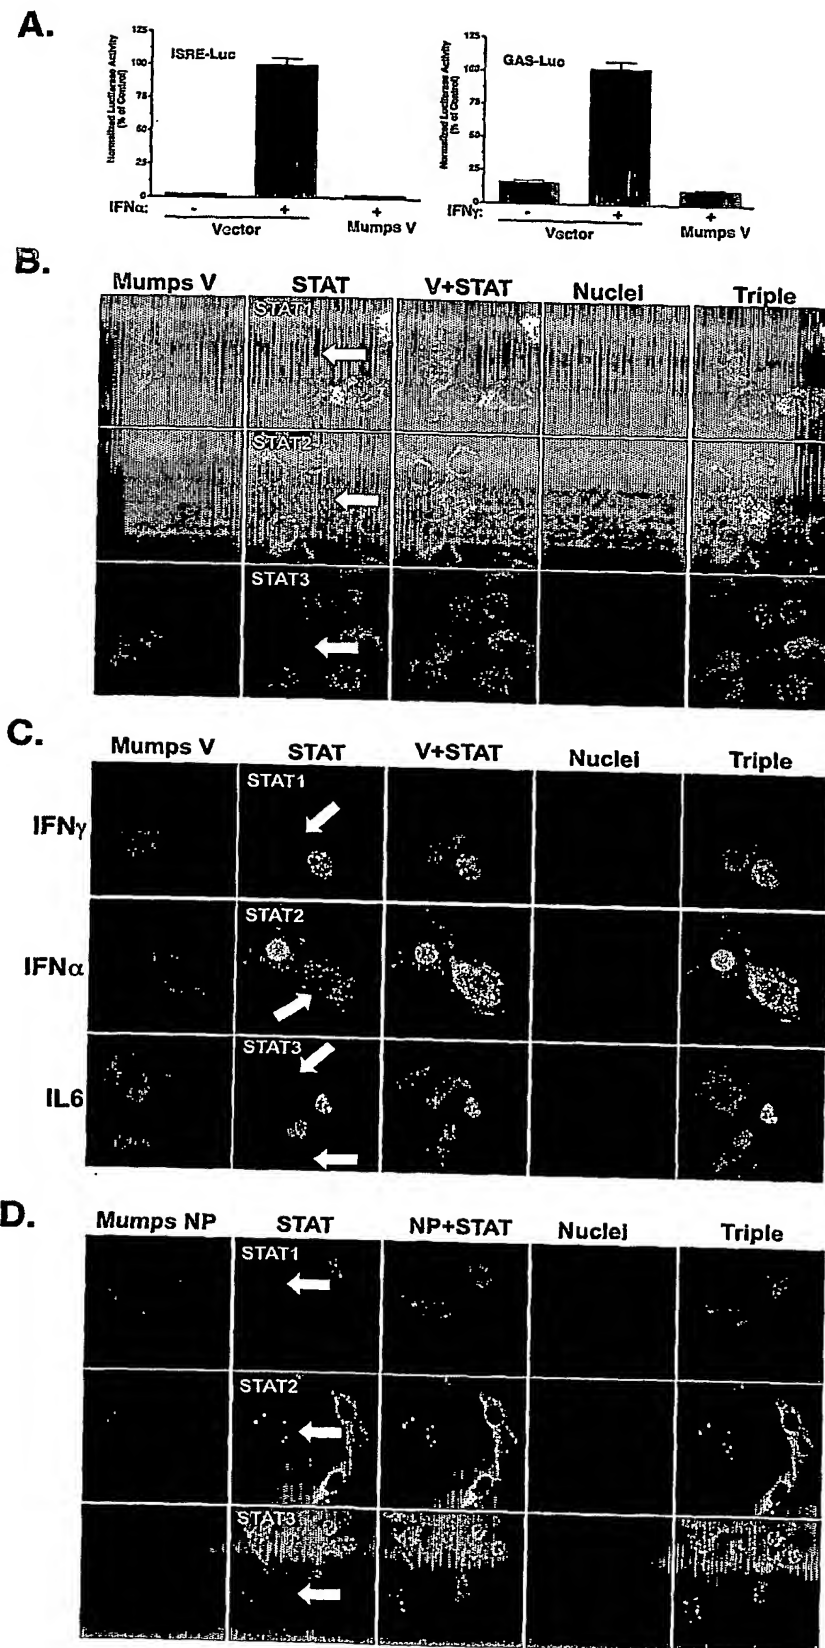 A.
125
100
75
50
25
0
Normalized Luciferase Activity
(% of Control)
ISRE-Luc
IFNα: - + +
Vector Mumps V
125
100
75
50
25
0
Normalized Luciferase Activity
(% of Control)
GAS-Luc
IFNγ: - + +
Vector Mumps V
B.
Mumps V STAT V+STAT Nuclei Triple
STAT1
STAT2
STAT3
C.
Mumps V STAT V+STAT Nuclei Triple
IFNγ
STAT1
IFNα
STAT2
IL6
STAT3
D.
Mumps NP STAT NP+STAT Nuclei Triple
STAT1
STAT2
STAT3